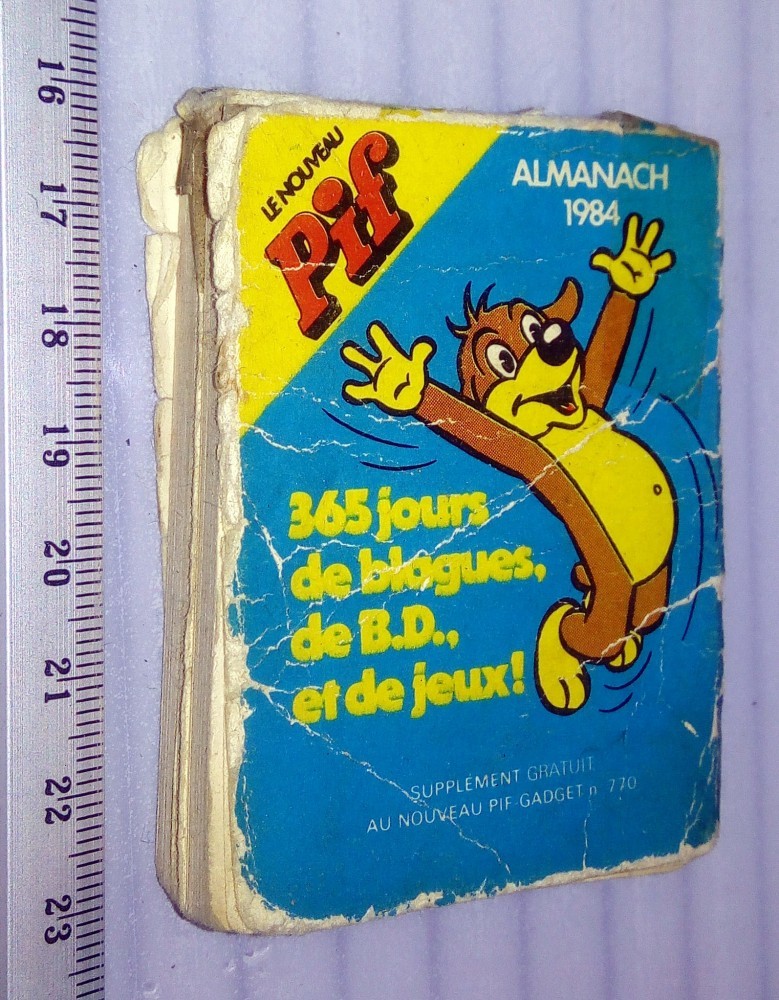 16
17
18
19
20
21
22
23
LE NOUVEAU
Pif
ALMANACH
1984
365 jours
de blagues,
de B.D.,
et de jeux!
SUPPLÉMENT GRATUIT
AU NOUVEAU PIF GADGET n 770